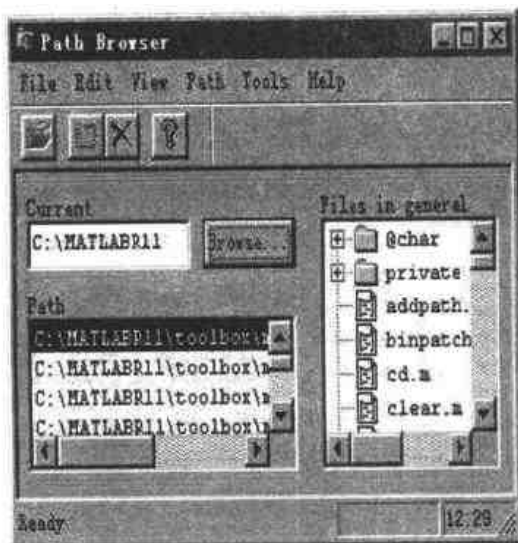 Path Browser
File Edit View Path Tools Help
Current
C:\MATLABR11
Browse...
Path
C:\MATLABR11\toolbox\m
C:\MATLABR11\toolbox\m
C:\MATLABR11\toolbox\m
C:\MATLABR11\toolbox\m
Files in general
@char
private
addpath.
binpatch
cd.m
clear.m
Ready
12:29